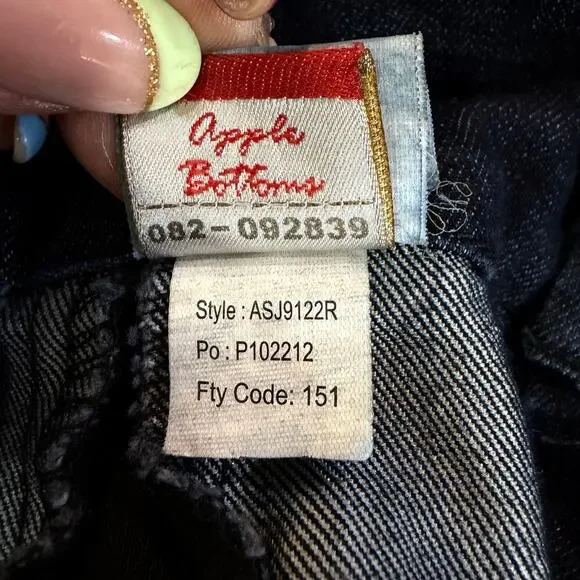 Apple
Bottoms
082-092839
Style : ASJ9122R
Po : P102212
Fty Code: 151